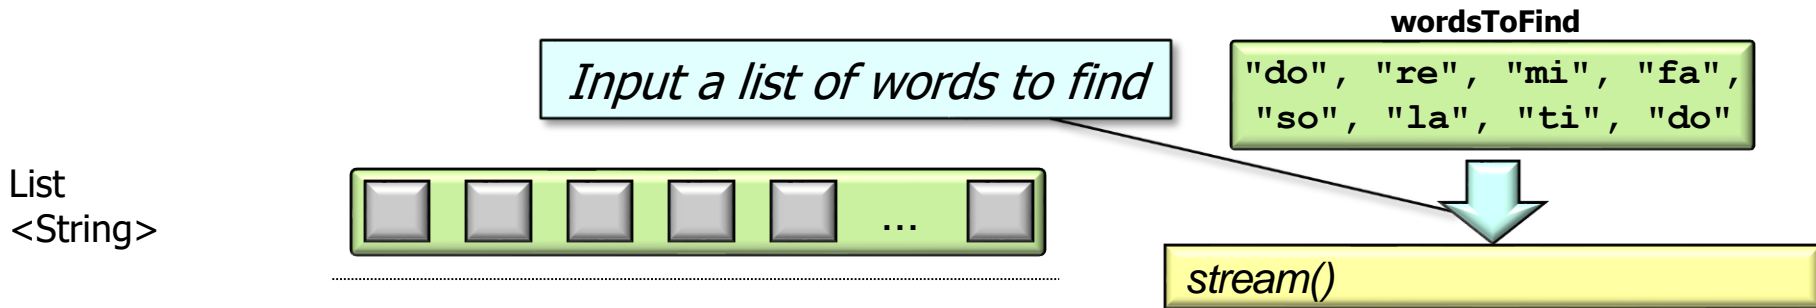 wordsToFind
Input a list of words to find
"do", "re", "mi", "fa",
"so", "la", "ti", "do"
List
<String>
...
stream()